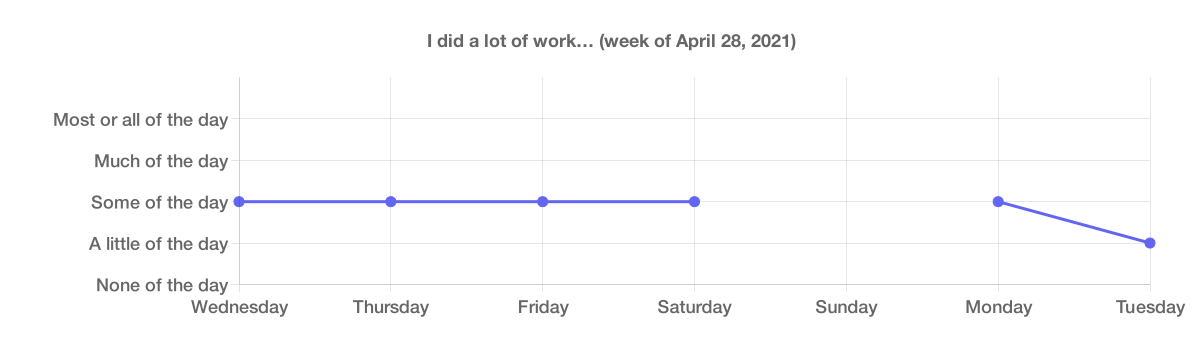 I did a lot of work... (week of April 28, 2021)
Most or all of the day
Much of the day
Some of the day
A little of the day
None of the day
Wednesday Thursday Friday Saturday Sunday Monday Tuesday